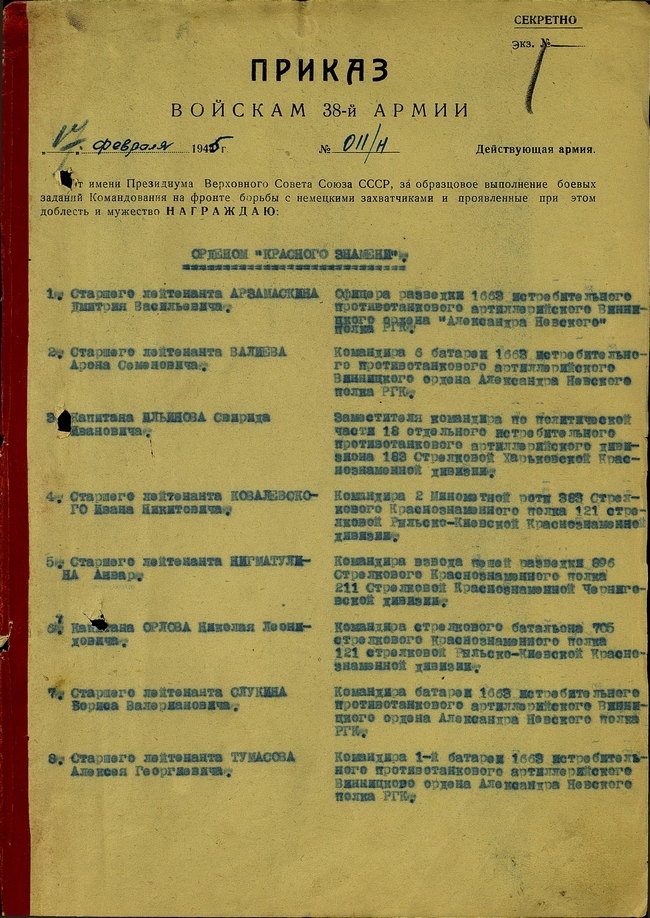 СЕКРЕТНО
Экз. №
ПРИКАЗ
ВОЙСКАМ 38-й АРМИИ
"17" февраля 1945 г № 011/Н Действующая армия.
От имени Президиума Верховного Совета Союза СССР, за образцовое выполнение боевых
заданий Командования на фронте борьбы с немецкими захватчиками и проявленные при этом
доблесть и мужество НАГРАЖДАЮ:
ОРДЕНОМ "КРАСНОГО ЗНАМЕНИ".
1. Старшего лейтенанта АРЗАМАСКИНА
Дмитрия Васильевича.
Офицера разведки 1663 истребительного
противотанкового артиллерийского Винни-
цкого ордена "Александра Невского"
полка РГК.
2. Старшего лейтенанта ВАЛИЕВА
Арона Семеновича.
Командира 6 батареи 1663 истребительно-
го противотанкового артиллерийского
Винницкого ордена Александра Невского
полка РГК.
3. Капитана ИЛЬИНОВА Свирида
Ивановича.
Заместителя командира по политической
части 18 отдельного истребительного
противотанкового артиллерийского диви-
зиона 183 Стрелковой Харьковской Крас-
нознаменной дивизии.
4. Старшего лейтенанта КОВАЛЕВСКО-
ГО Ивана Никитовича.
Командира 2 Минометной роты 383 Стрел-
кового Краснознаменного полка 121 стре-
лковой Рыльско-Киевской Краснознаменной
дивизии.
5. Старшего лейтенанта НИГМАТУЛИ-
НА Анвар.
Командира взвода пешей разведки 896
Стрелкового Краснознаменного полка
211 Стрелковой Краснознаменной Черниго-
вской дивизии.
6. Капитана ОРЛОВА Николая Леони-
довича.
Командира стрелкового батальона 705
стрелкового Краснознаменного полка
121 стрелковой Рыльско-Киевской Красно-
знаменной дивизии.
7. Старшего лейтенанта СЛУКИНА
Бориса Валериановича.
Командира батареи 1663 истребительного
противотанкового артиллерийского Винни-
цкого ордена Александра Невского полка
РГК.
8. Старшего лейтенанта ТУМАСОВА
Алексея Георгиевича.
Командира 1-й батареи 1663 истребитель-
ного противотанкового артиллерийского
Винницкого ордена Александра Невского
полка РГК.